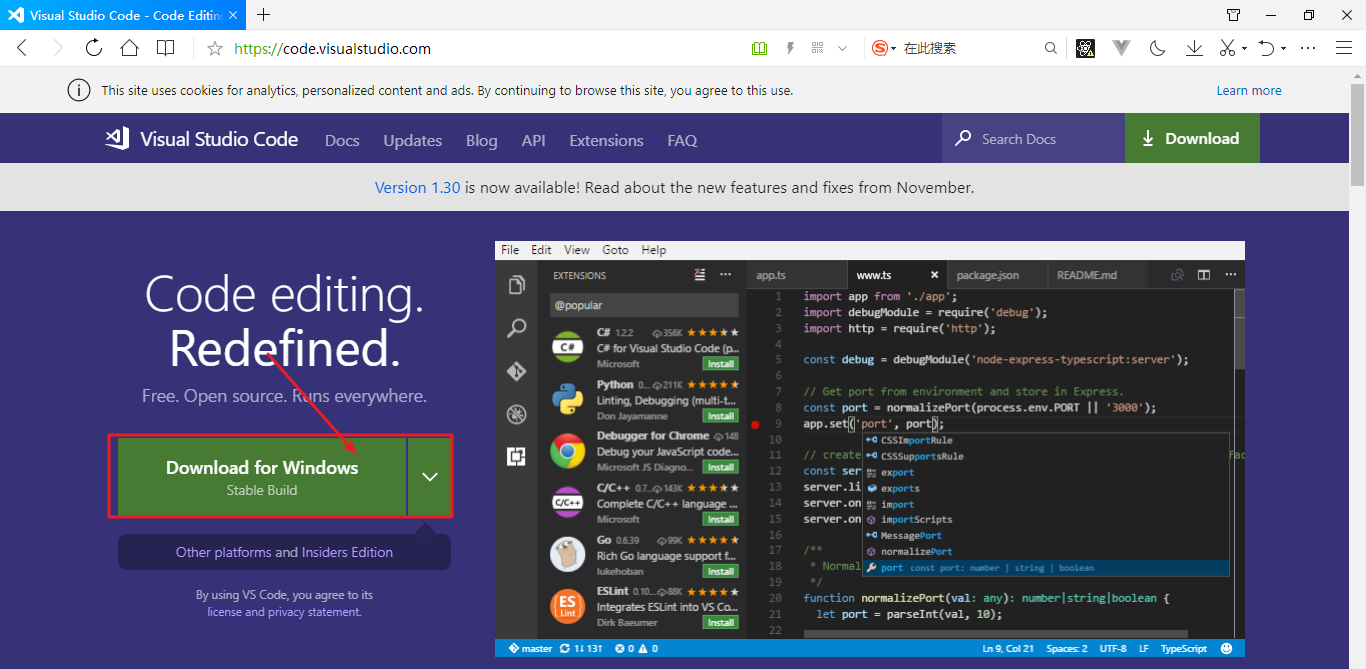 Visual Studio Code - Code Editin
https://code.visualstudio.com
在此搜索
This site uses cookies for analytics, personalized content and ads. By continuing to browse this site, you agree to this use.
Learn more
Visual Studio Code
Docs
Updates
Blog
API
Extensions
FAQ
Search Docs
Download
Version 1.30 is now available! Read about the new features and fixes from November.
Code editing.
Redefined.
Free. Open source. Runs everywhere.
Download for Windows
Stable Build
Other platforms and Insiders Edition
By using VS Code, you agree to its
license and privacy statement.
File Edit View Goto Help
EXTENSIONS
···
@popular
C# 1.2.2 356K
C# for Visual Studio Code (p...
Microsoft
Install
Python 0... 211K
Linting, Debugging (multi-t...
Don Jayamanne
Install
Debugger for Chrome 148
Debug your JavaScript code...
Microsoft JS Diagno...
Install
C/C++ 0.7... 143K
Complete C/C++ language ...
Microsoft
Install
Go 0.6.39 99K
Rich Go language support f...
lukehoban
Install
ESLint 0.10... 88K
Integrates ESLint into VS Co...
Dirk Baeumer
Install
app.ts
www.ts
package.json
README.md
1 import app from './app';
2 import debugModule = require('debug');
3 import http = require('http');
4
5 const debug = debugModule('node-express-typescript:server');
6
7 // Get port from environment and store in Express.
8 const port = normalizePort(process.env.PORT || '3000');
9 app.set('port', port);
10
11 // create
12 const ser
13 server.li
14 server.on
15 server.on
16
17 /**
18 * Normal
19 */
20 function normalizePort(val: any): number|string|boolean {
21 let port = parseInt(val, 10);
22
CSSImportRule
CSSSupportsRule
export
exports
import
importScripts
MessagePort
normalizePort
port const port: number | string | boolean
fac
master 1↓ 13↑ 0 0
Ln 9, Col 21
Spaces: 2
UTF-8
LF
TypeScript